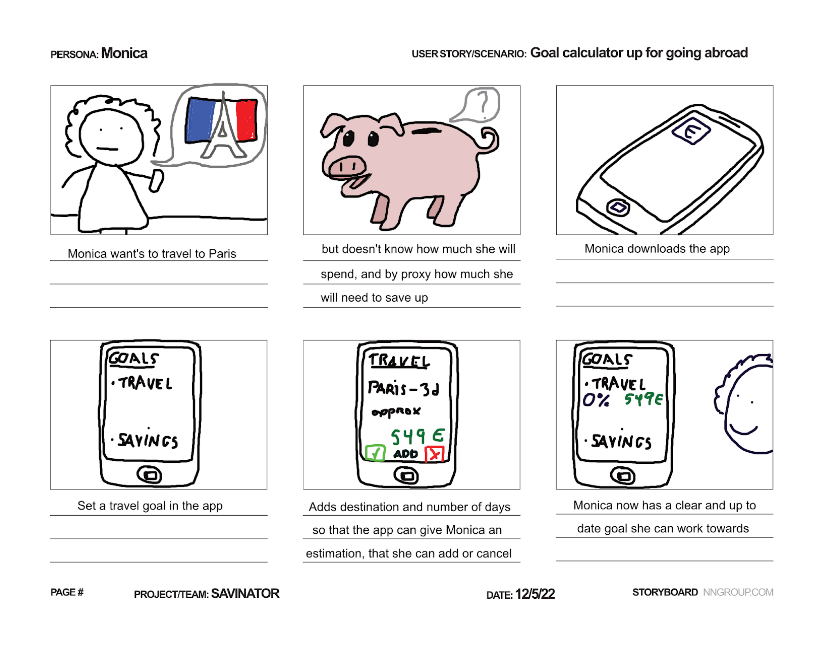 PERSONA: Monica
USER STORY/SCENARIO: Goal calculator up for going abroad
?
E
Monica want's to travel to Paris
but doesn't know how much she will
spend, and by proxy how much she
will need to save up
Monica downloads the app
GOALS
· TRAVEL
· SAVINGS
TRAVEL
PARiS - 3d
approx
549 E
ADD
GOALS
· TRAVEL
0% 549E
· SAVINGS
Set a travel goal in the app
Adds destination and number of days
so that the app can give Monica an
estimation, that she can add or cancel
Monica now has a clear and up to
date goal she can work towards
PAGE #
PROJECT/TEAM: SAVINATOR
DATE: 12/5/22
STORYBOARD NNGROUP.COM